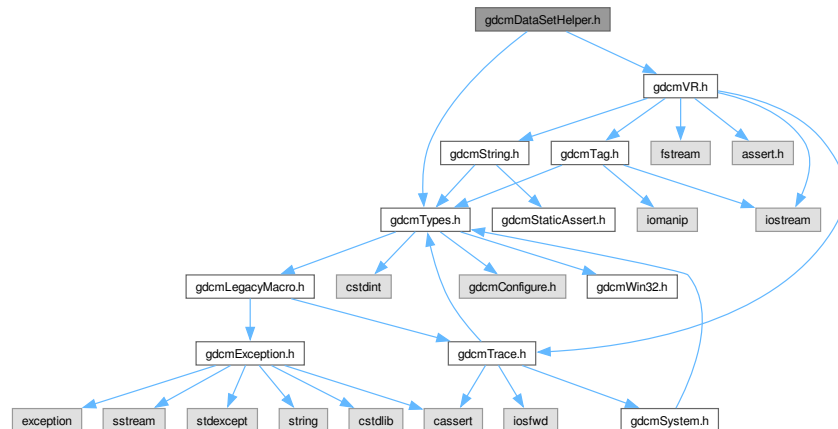 gdcmDataSetHelper.h
gdcmVR.h
gdcmString.h
gdcmTag.h
fstream
assert.h
gdcmTypes.h
gdcmStaticAssert.h
iomanip
iostream
gdcmLegacyMacro.h
cstdint
gdcmConfigure.h
gdcmWin32.h
gdcmException.h
gdcmTrace.h
exception
sstream
stdexcept
string
cstdlib
cassert
iosfwd
gdcmSystem.h